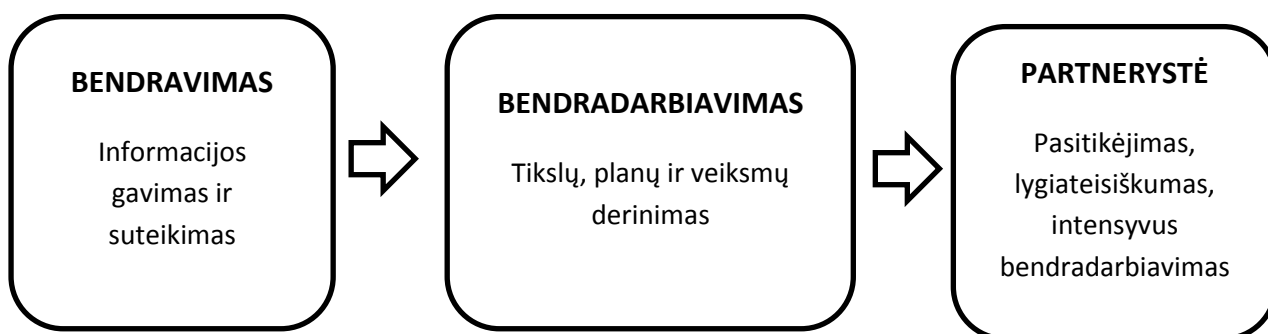 BENDRAVIMAS
Informacijos
gavimas ir
suteikimas
BENDRADARBIAVIMAS
Tikslų, planų ir veiksmų
derinimas
PARTNERYSTĖ
Pasitikėjimas,
lygiateisiškumas,
intensyvus
bendradarbiavimas